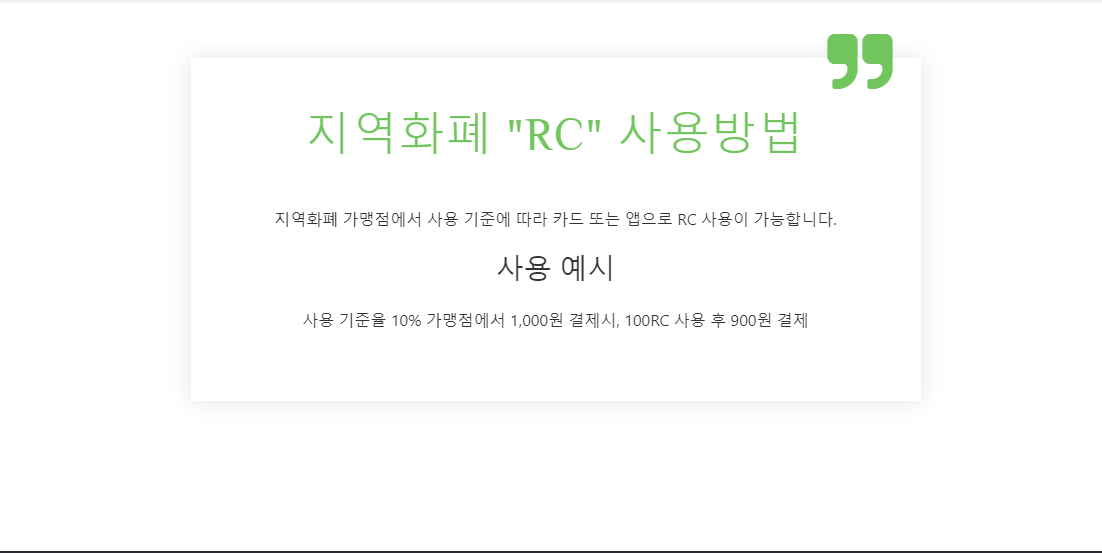 지역화폐 "RC" 사용방법
지역화폐 가맹점에서 사용 기준에 따라 카드 또는 앱으로 RC 사용이 가능합니다.
사용 예시
사용 기준율 10% 가맹점에서 1,000원 결제시, 100RC 사용 후 900원 결제